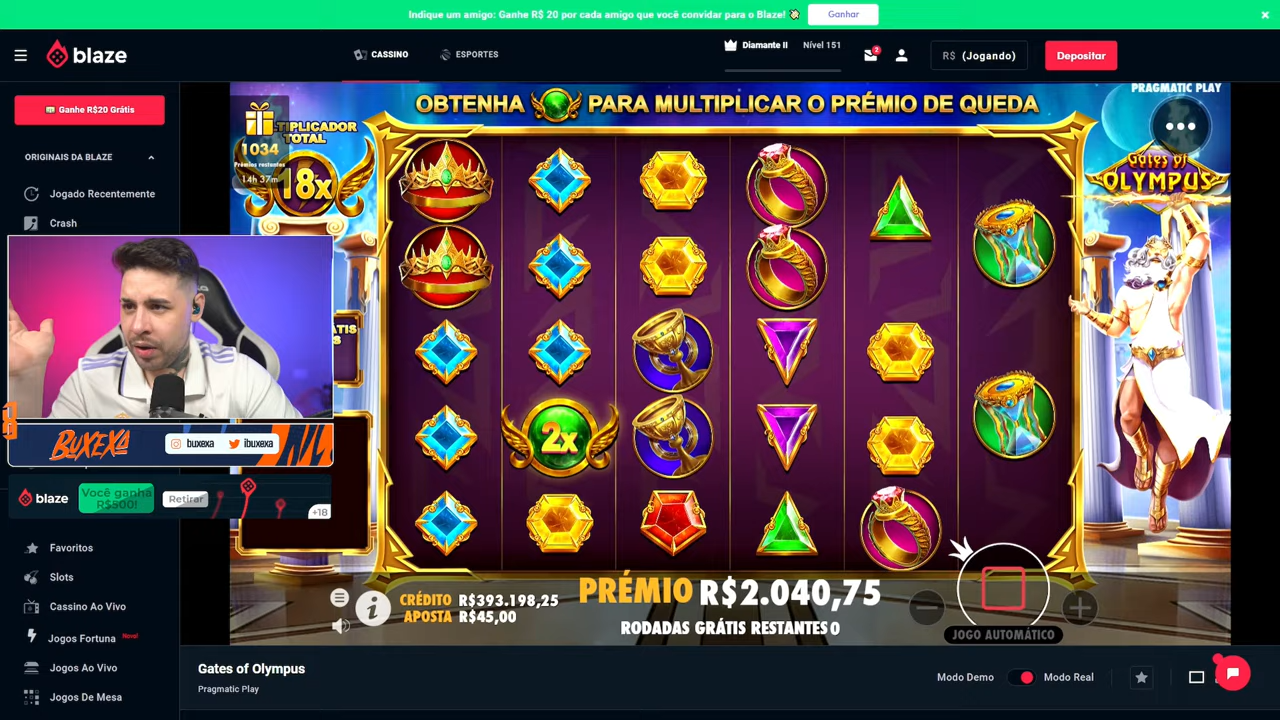 Indique um amigo: Ganhe R$ 20 por cada amigo que você convidar para o Blaze!
Ganhar
blaze
CASSINO
ESPORTES
Diamante II
Nível 151
2
R$ (Jogando)
Depositar
Ganhe R$20 Grátis
ORIGINAIS DA BLAZE
Jogado Recentemente
Crash
PRAGMATIC PLAY
OBTENHA PARA MULTIPLICAR O PRÉMIO DE QUEDA
TIPLICADOR
TOTAL
1034
Prêmios restantes
14h 37m
18x
Gates of
OLYMPUS
2x
BUXEXA
buxexa
ibuxexa
blaze
Você ganha
R$500!
Retirar
+18
Favoritos
Slots
Cassino Ao Vivo
Jogos Fortuna Novo!
Jogos Ao Vivo
Jogos De Mesa
CRÉDITO R$393.198,25
APOSTA R$45,00
PRÉMIO R$2.040,75
RODADAS GRÁTIS RESTANTES 0
JOGO AUTOMÁTICO
Gates of Olympus
Pragmatic Play
Modo Demo
Modo Real